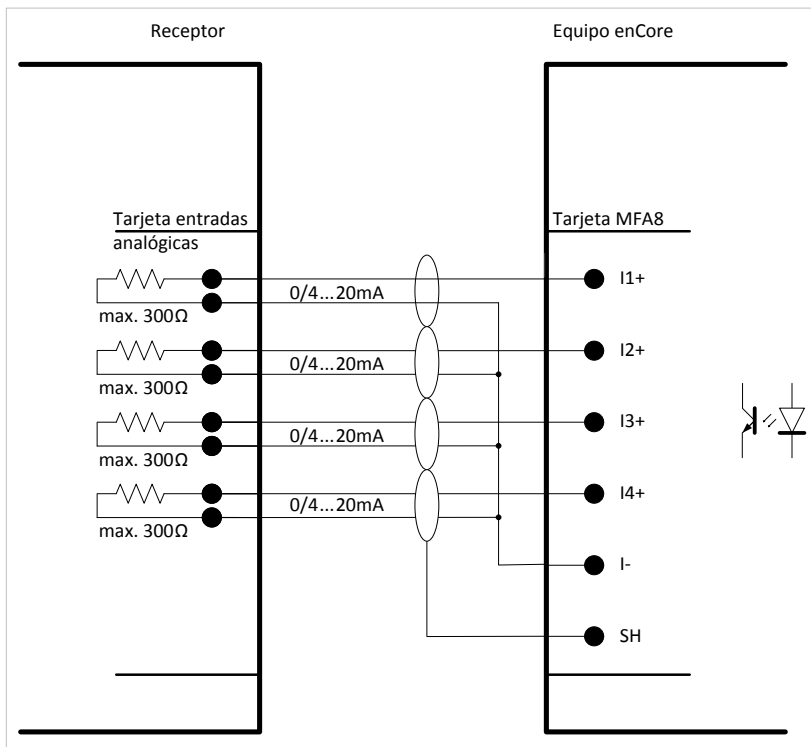 Receptor
Equipo enCore
Tarjeta entradas
analógicas
Tarjeta MFA8
0/4...20mA
I1+
max. 300Ω
0/4...20mA
I2+
max. 300Ω
0/4...20mA
I3+
max. 300Ω
0/4...20mA
I4+
max. 300Ω
I-
SH